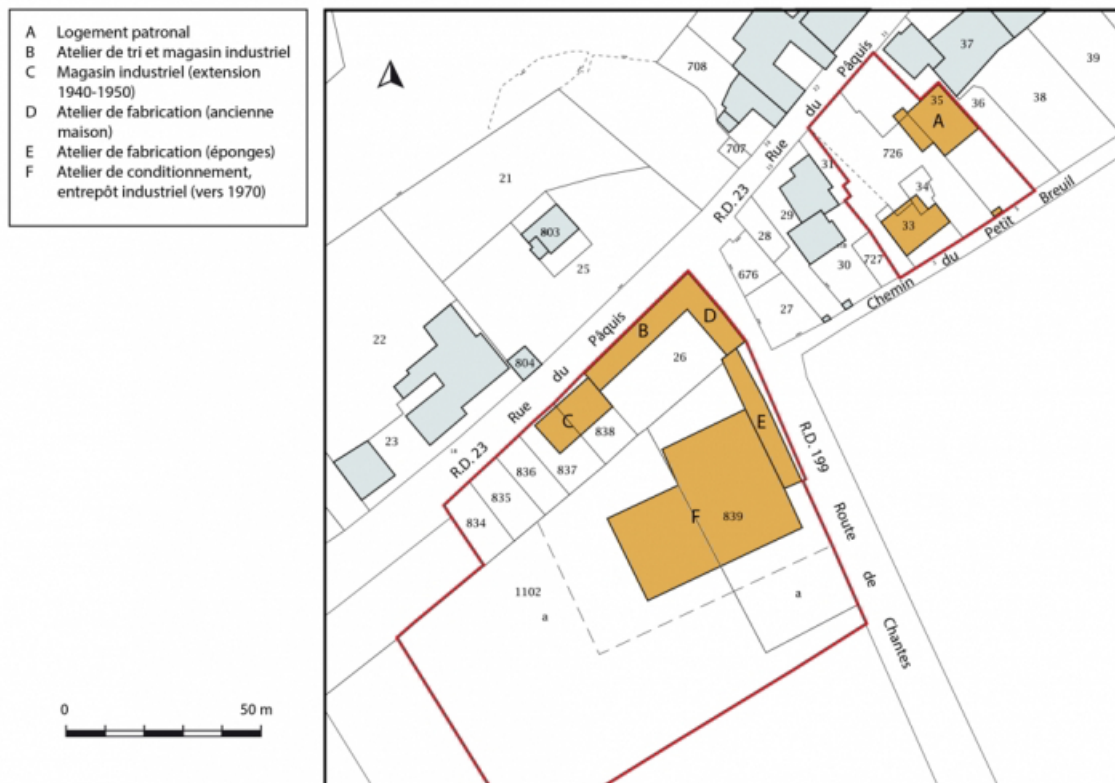 A Logement patronal
B Atelier de tri et magasin industriel
C Magasin industriel (extension
1940-1950)
D Atelier de fabrication (ancienne
maison)
E Atelier de fabrication (éponges)
F Atelier de conditionnement,
entrepôt industriel (vers 1970)
0 50 m
708
707
Rue du Pâquis
R.D. 23
37
39
38
36
35
A
726
34
33
31
29
28
30
727
676
27
Chemin du Petit Breuil
21
803
25
22
804
23
18
Rue du Pâquis
R.D. 23
B
D
26
C
838
837
836
835
834
E
F
839
R.D. 199
Route de Chantes
1102
a
a